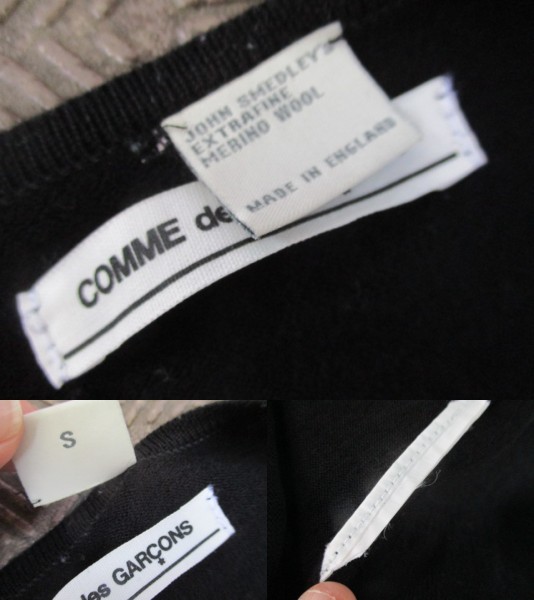 JOHN SMEDLEY'S
EXTRAFINE
MERINO WOOL
MADE IN ENGLAND
COMME de
S
des GARÇONS
*